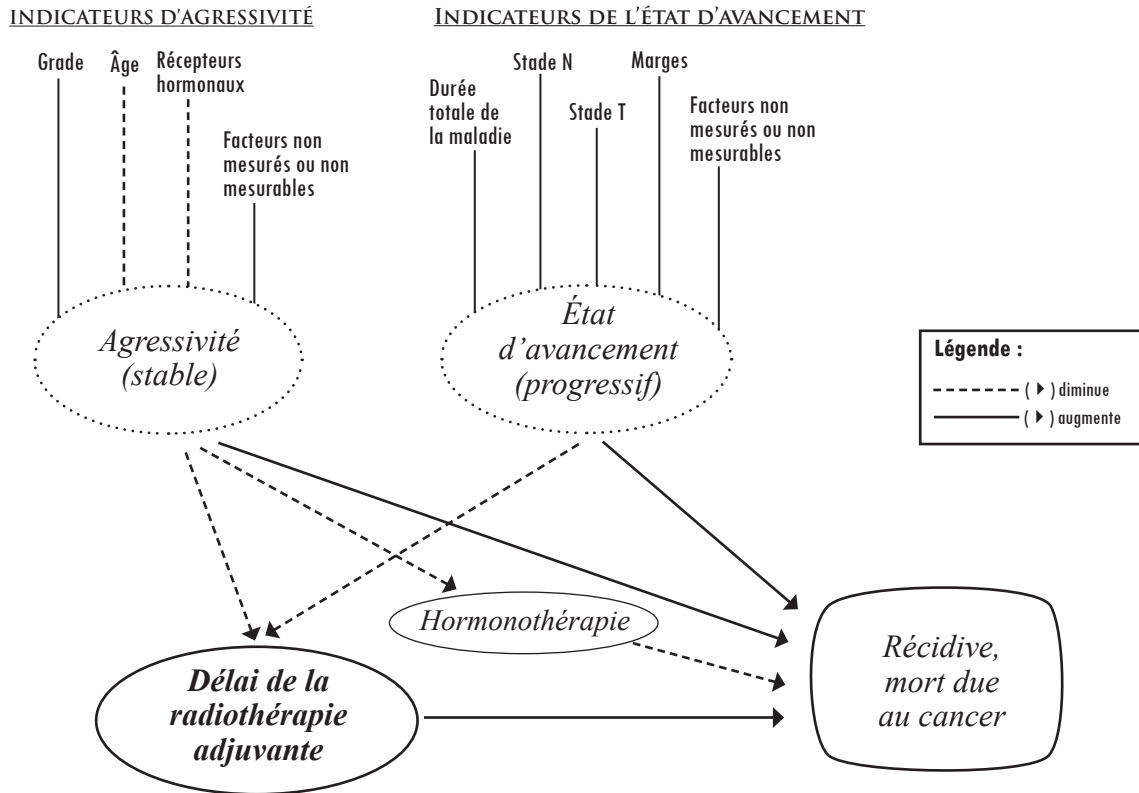 INDICATEURS D'AGRESSIVITÉ
INDICATEURS DE L'ÉTAT D'AVANCEMENT
Grade
Âge
Récepteurs
hormonaux
Facteurs non
mesurés ou non
mesurables
Durée
totale de
la maladie
Stade N
Stade T
Marges
Facteurs non
mesurés ou non
mesurables
Agressivité
(stable)
État
d'avancement
(progressif)
Légende :
( ) diminue
( ) augmente
Hormonothérapie
Délai de la
radiothérapie
adjuvante
Récidive,
mort due
au cancer